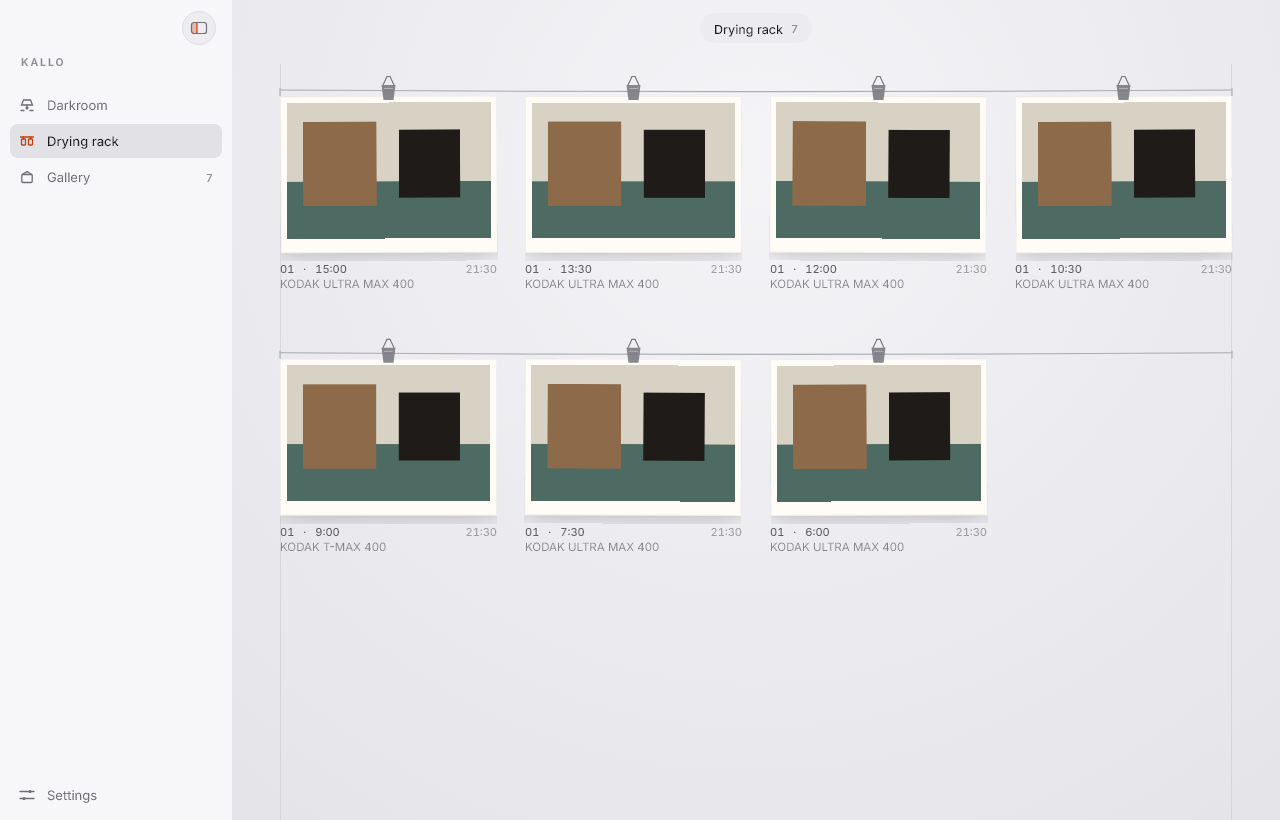 KALLO
Darkroom
Drying rack
Gallery 7
Settings
Drying rack 7
01 · 15:00 21:30
KODAK ULTRA MAX 400
01 · 13:30 21:30
KODAK ULTRA MAX 400
01 · 12:00 21:30
KODAK ULTRA MAX 400
01 · 10:30 21:30
KODAK ULTRA MAX 400
01 · 9:00 21:30
KODAK T-MAX 400
01 · 7:30 21:30
KODAK ULTRA MAX 400
01 · 6:00 21:30
KODAK ULTRA MAX 400